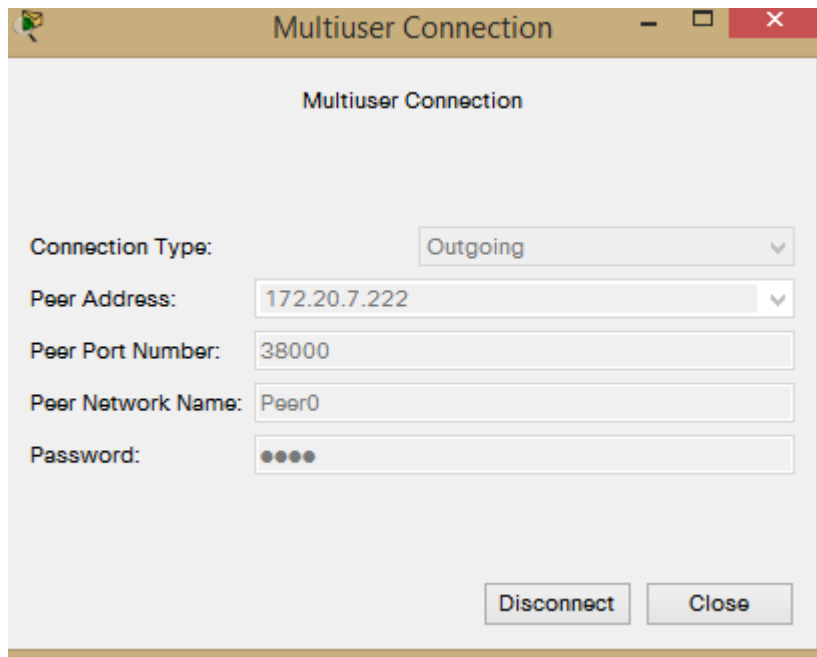 Multiuser Connection
Multiuser Connection
Connection Type: Outgoing
Peer Address: 172.20.7.222
Peer Port Number: 38000
Peer Network Name: Peer0
Password: ●●●●
Disconnect Close